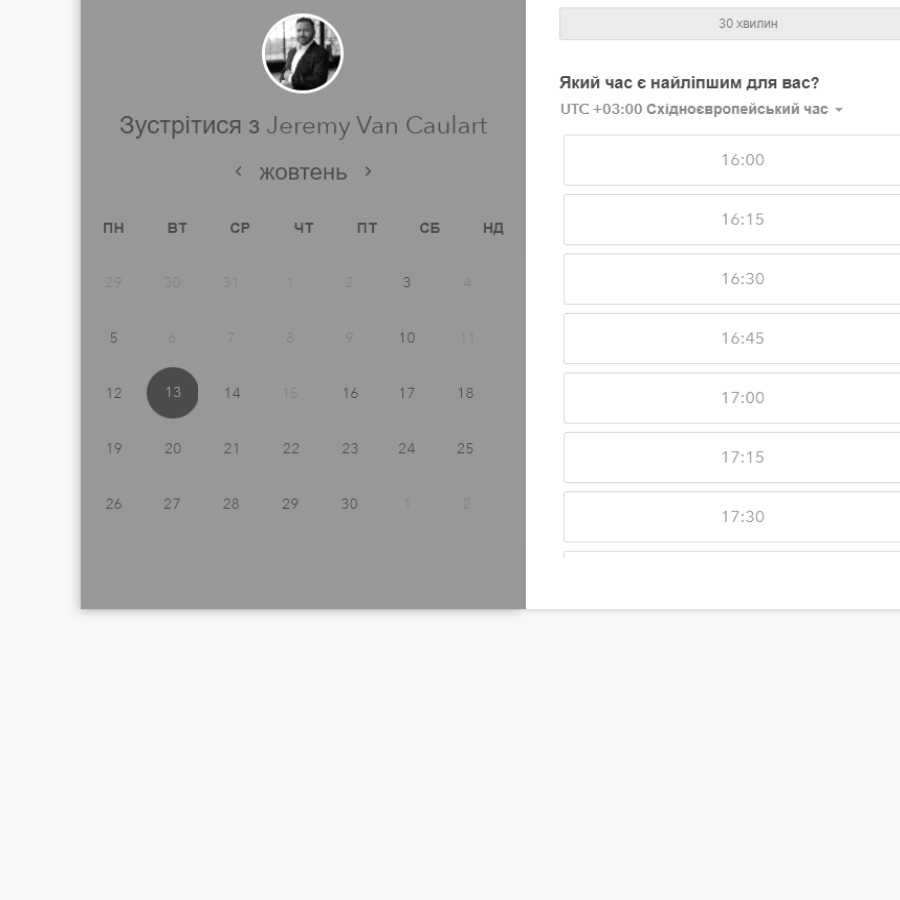 Зустрітися з Jeremy Van Caulart
жовтень
ПН ВТ СР ЧТ ПТ СБ НД
29 30 31 1 2 3 4
5 6 7 8 9 10 11
12 13 14 15 16 17 18
19 20 21 22 23 24 25
26 27 28 29 30 1 2
30 хвилин
Який час є найліпшим для вас?
UTC +03:00 Східноєвропейський час
16:00
16:15
16:30
16:45
17:00
17:15
17:30